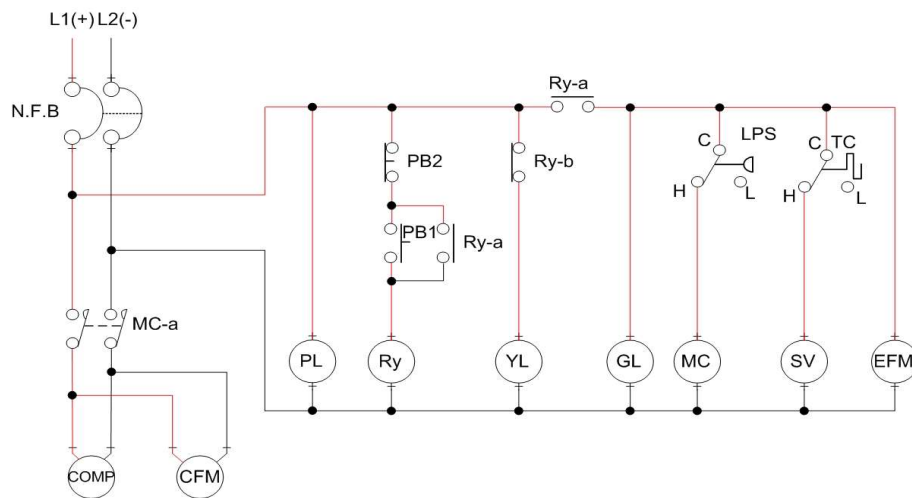 L1(+) L2(-)
N.F.B
Ry-a
PB2
Ry-b
C
LPS
C
TC
H
L
H
L
PB1
Ry-a
MC-a
PL
Ry
YL
GL
MC
SV
EFM
COMP
CFM